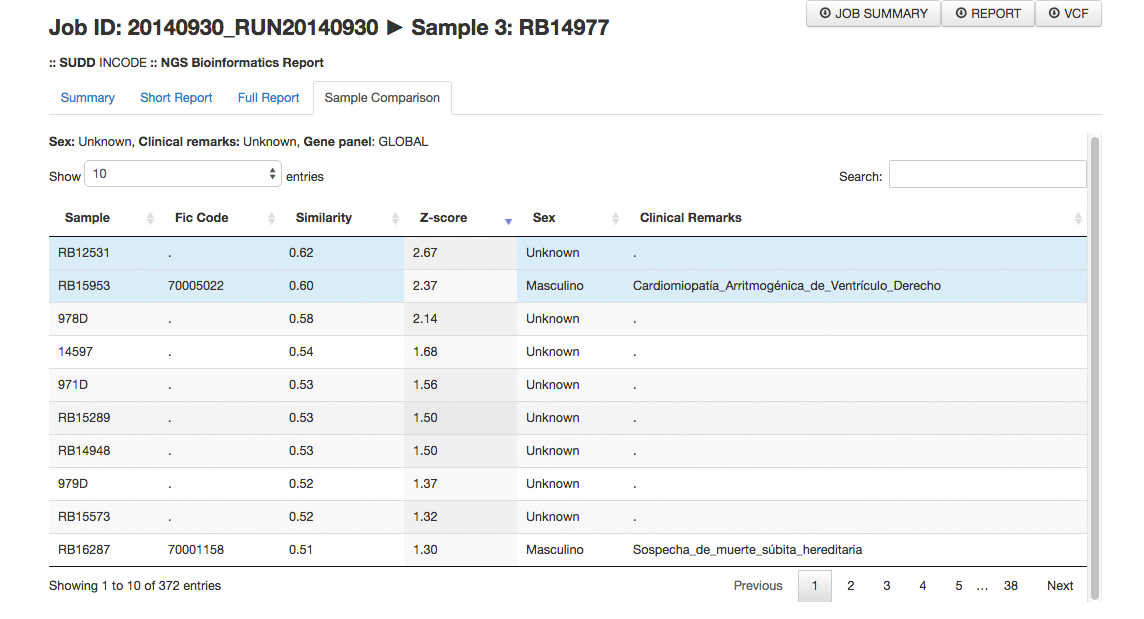 Job ID: 20140930_RUN20140930 ► Sample 3: RB14977
JOB SUMMARY REPORT VCF
:: SUDD INCODE :: NGS Bioinformatics Report
Summary Short Report Full Report Sample Comparison
Sex: Unknown, Clinical remarks: Unknown, Gene panel: GLOBAL
Show 10 entries Search:
Sample Fic Code Similarity Z-score Sex Clinical Remarks
RB12531 . 0.62 2.67 Unknown .
RB15953 70005022 0.60 2.37 Masculino Cardiomiopatía_Arritmogénica_de_Ventrículo_Derecho
978D . 0.58 2.14 Unknown .
14597 . 0.54 1.68 Unknown .
971D . 0.53 1.56 Unknown .
RB15289 . 0.53 1.50 Unknown .
RB14948 . 0.53 1.50 Unknown .
979D . 0.52 1.37 Unknown .
RB15573 . 0.52 1.32 Unknown .
RB16287 70001158 0.51 1.30 Masculino Sospecha_de_muerte_súbita_hereditaria
Showing 1 to 10 of 372 entries Previous 1 2 3 4 5 ... 38 Next